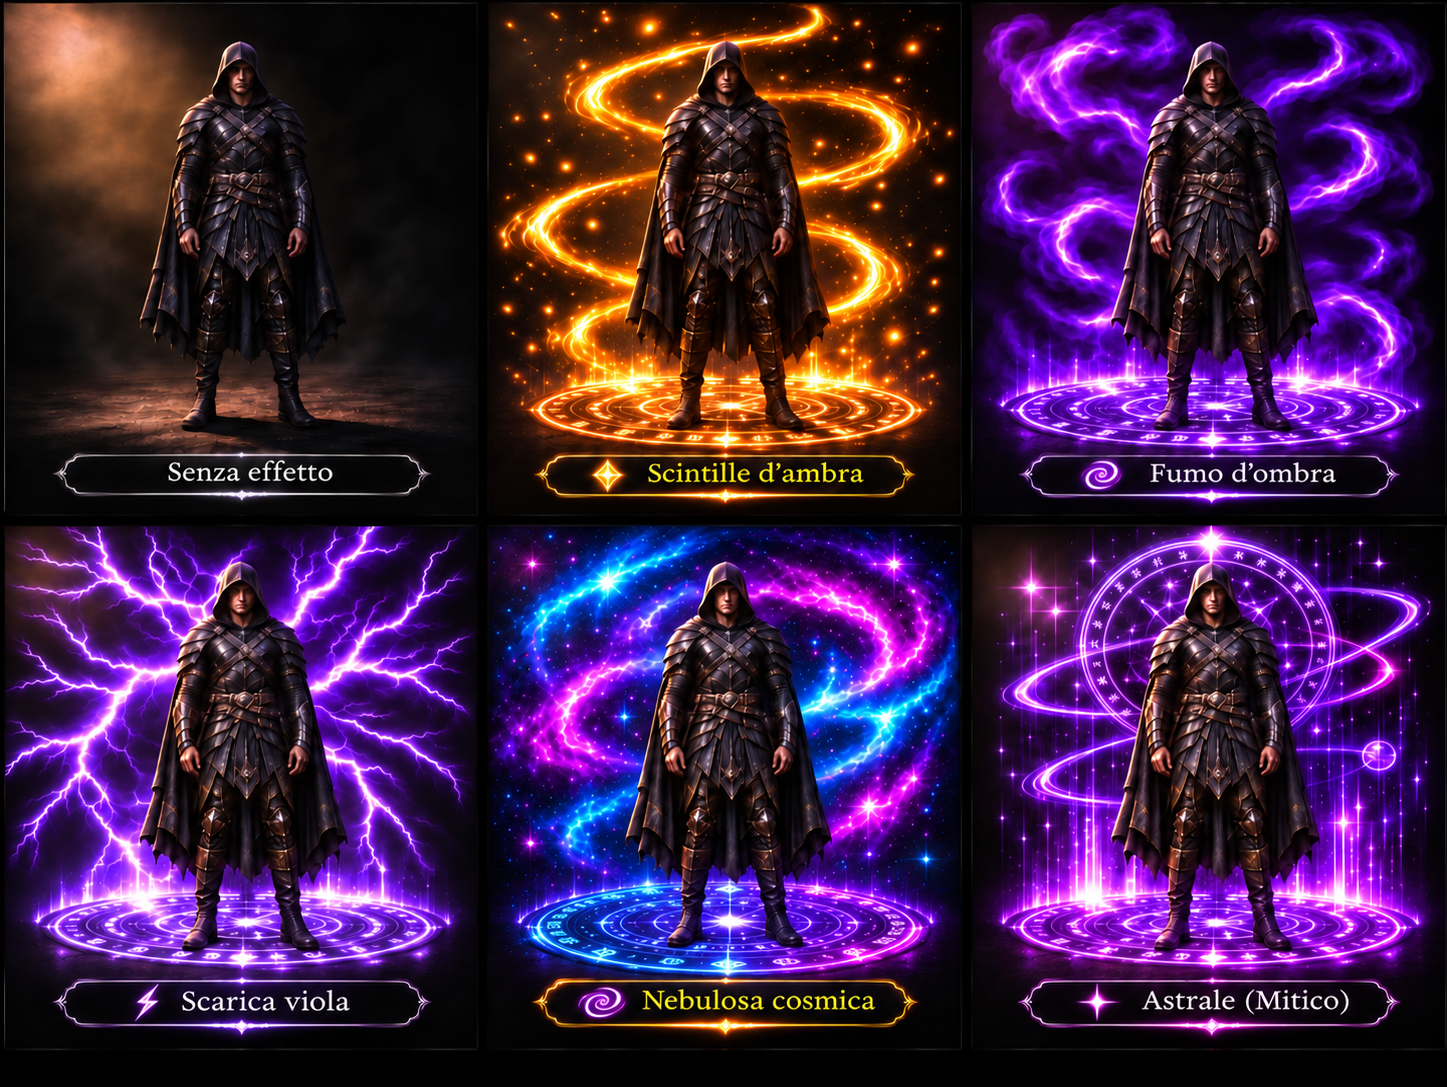 Senza effetto
Scintille d'ambra
Fumo d'ombra
Scarica viola
Nebulosa cosmica
Astrale (Mitico)